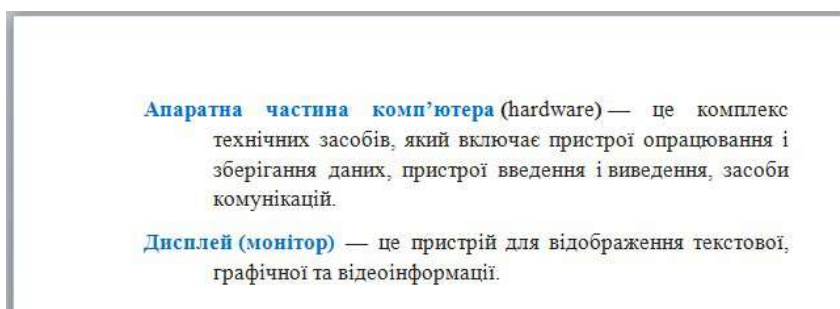 Апаратна частина комп’ютера (hardware) — це комплекс
технічних засобів, який включає пристрої опрацювання і
зберігання даних, пристрої введення і виведення, засоби
комунікацій.
Дисплей (монітор) — це пристрій для відображення текстової,
графічної та відеоінформації.